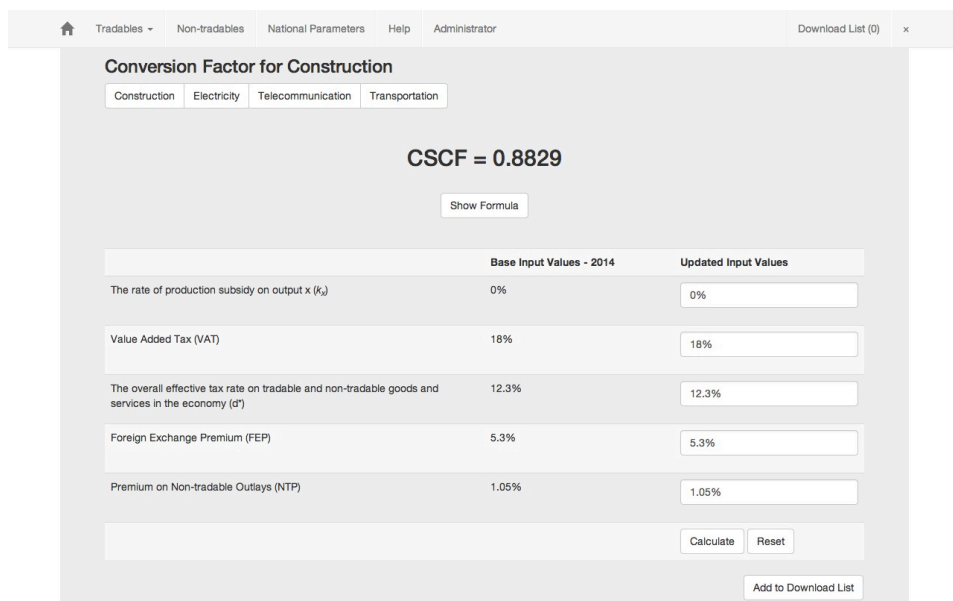 Tradables Non-tradables National Parameters Help Administrator Download List (0) ×
Conversion Factor for Construction
Construction Electricity Telecommunication Transportation
CSCF = 0.8829
Show Formula
Base Input Values - 2014 Updated Input Values
The rate of production subsidy on output x (kx) 0% 0%
Value Added Tax (VAT) 18% 18%
The overall effective tax rate on tradable and non-tradable goods and 12.3% 12.3%
services in the economy (d*)
Foreign Exchange Premium (FEP) 5.3% 5.3%
Premium on Non-tradable Outlays (NTP) 1.05% 1.05%
Calculate Reset
Add to Download List